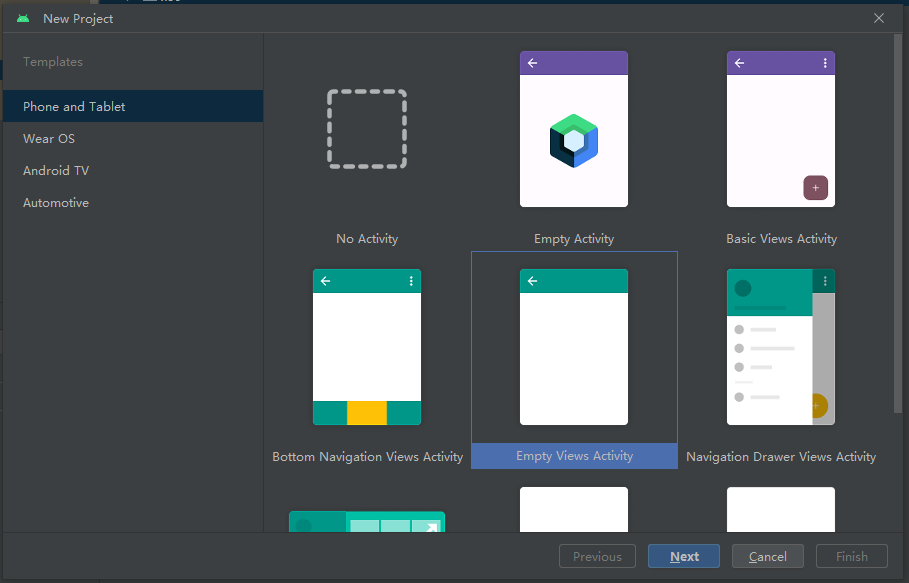 New Project
Templates
Phone and Tablet
Wear OS
Android TV
Automotive
No Activity
Empty Activity
Basic Views Activity
Bottom Navigation Views Activity
Empty Views Activity
Navigation Drawer Views Activity
Previous
Next
Cancel
Finish